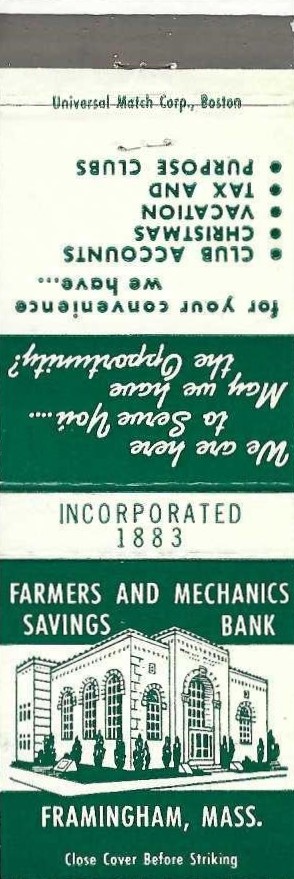 Universal Match Corp., Boston
for your convenience
we have...
• CLUB ACCOUNTS
• CHRISTMAS
• VACATION
• TAX AND
• PURPOSE CLUBS
We are here
to Serve You....
May we have
the Opportunity?
INCORPORATED
1883
FARMERS AND MECHANICS
SAVINGS BANK
FRAMINGHAM, MASS.
Close Cover Before Striking